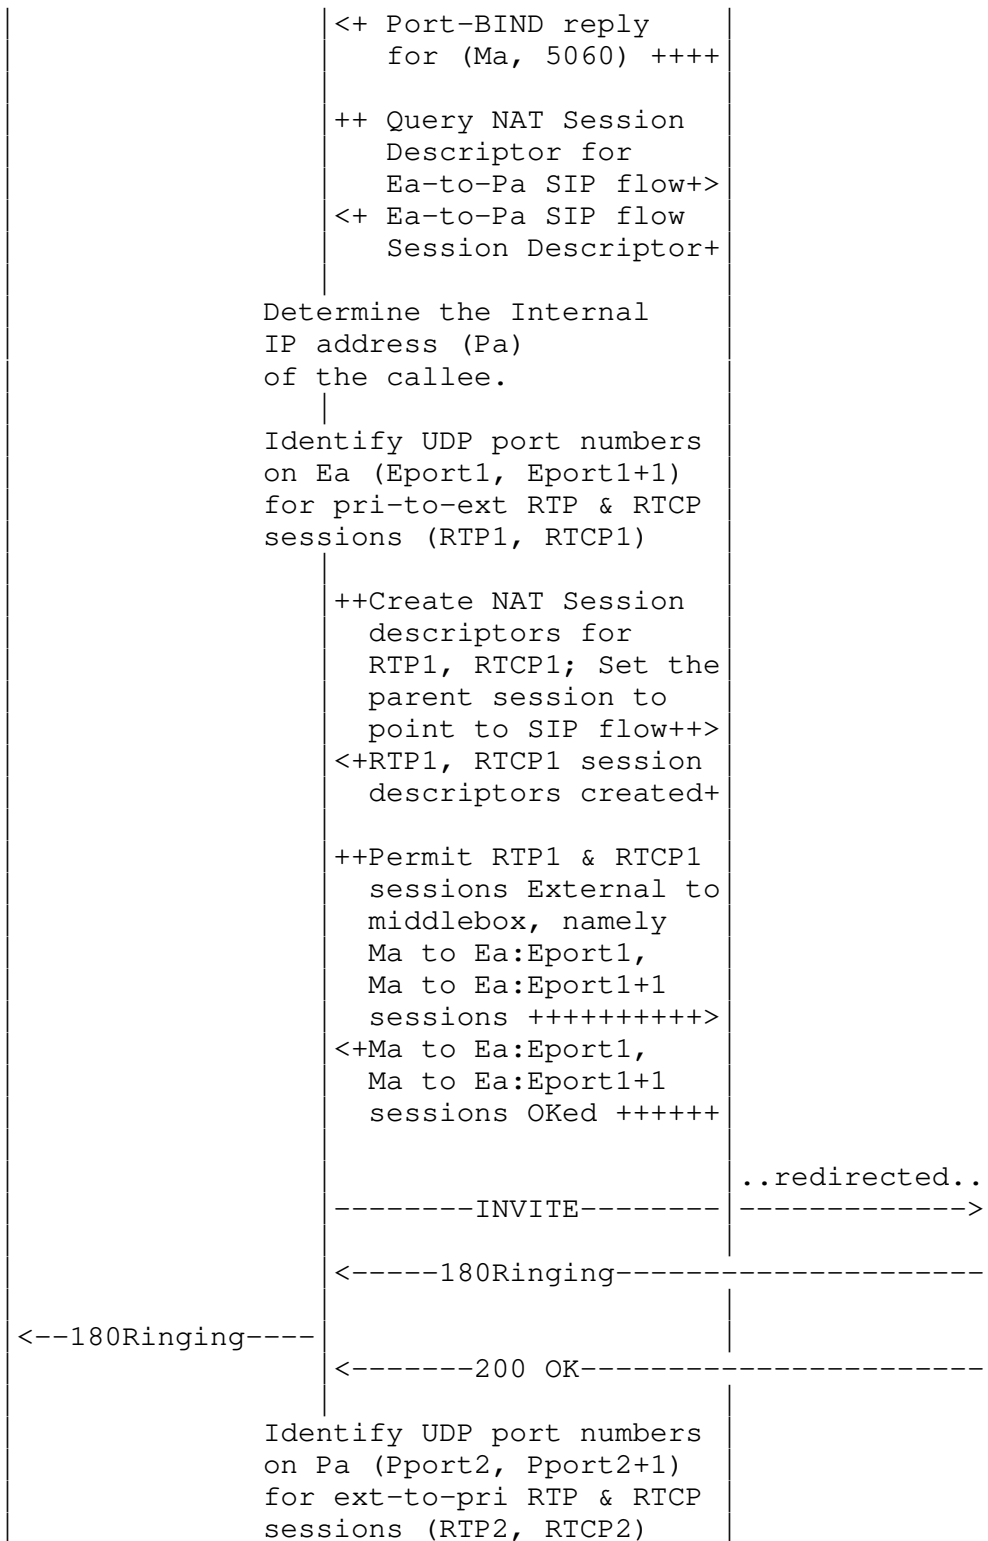 |                  |<+ Port-BIND reply      |
|                  |   for (Ma, 5060) ++++|
|                  |                      |
|                  |++ Query NAT Session   |
|                  |   Descriptor for      |
|                  |   Ea-to-Pa SIP flow+>|
|                  |<+ Ea-to-Pa SIP flow   |
|                  |   Session Descriptor+|
|                  |                      |
|              Determine the Internal     |
|              IP address (Pa)            |
|              of the callee.             |
|                  |                      |
|              Identify UDP port numbers  |
|              on Ea (Eport1, Eport1+1)   |
|              for pri-to-ext RTP & RTCP  |
|              sessions (RTP1, RTCP1)     |
|                  |                      |
|                  |++Create NAT Session   |
|                  |  descriptors for      |
|                  |  RTP1, RTCP1; Set the|
|                  |  parent session to    |
|                  |  point to SIP flow++>|
|                  |<+RTP1, RTCP1 session  |
|                  |  descriptors created+|
|                  |                      |
|                  |++Permit RTP1 & RTCP1  |
|                  |  sessions External to|
|                  |  middlebox, namely    |
|                  |  Ma to Ea:Eport1,     |
|                  |  Ma to Ea:Eport1+1    |
|                  |  sessions ++++++++++>|
|                  |<+Ma to Ea:Eport1,     |
|                  |  Ma to Ea:Eport1+1    |
|                  |  sessions OKed ++++++|
|                  |                      |
|                  |                      |..redirected..
|                  |--------INVITE--------|------------->
|                  |                      |
|                  |<-----180Ringing---------------------
|                  |                      |
|<--180Ringing----|                      |
|                  |<-------200 OK-----------------------
|                  |                      |
|              Identify UDP port numbers  |
|              on Pa (Pport2, Pport2+1)   |
|              for ext-to-pri RTP & RTCP  |
|              sessions (RTP2, RTCP2)     |